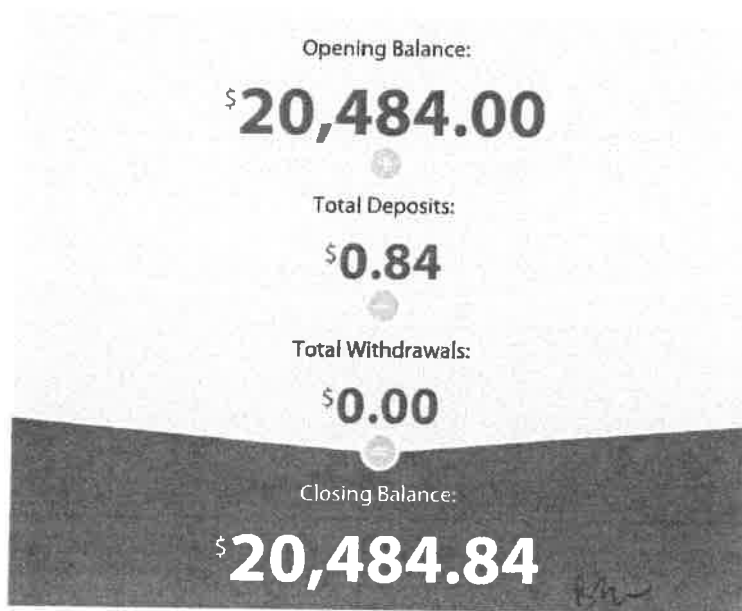 Opening Balance:
$20,484.00
+
Total Deposits:
$0.84
−
Total Withdrawals:
$0.00
Closing Balance:
$20,484.84